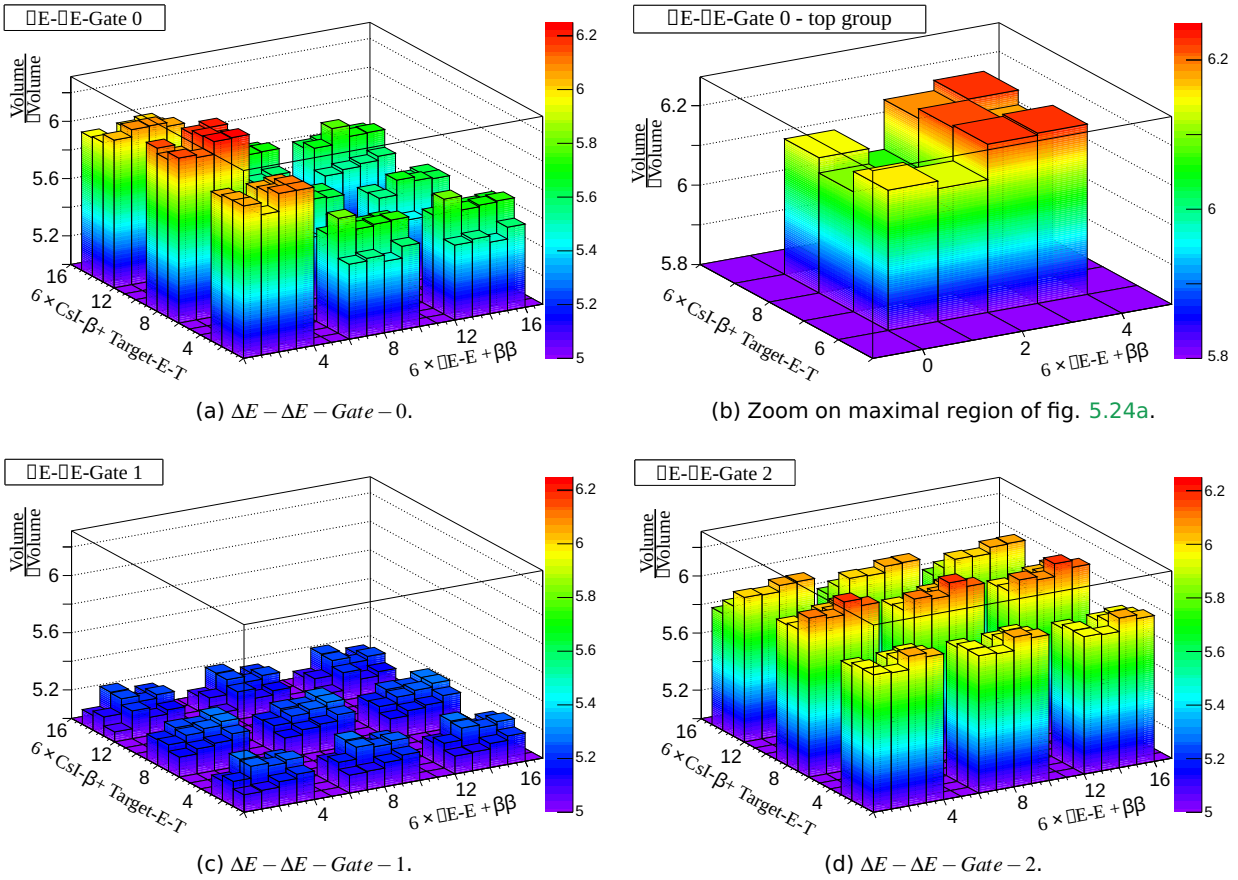 ▯E-▯E-Gate 0
Volume
▯Volume
6
5.6
5.2
16
12
8
4
6 × CsI-β+ Target-E-T
4
8
12
16
6 × ▯E-E + ββ
6.2
6
5.8
5.6
5.4
5.2
5
(a) ΔE − ΔE − Gate − 0.
▯E-▯E-Gate 0 - top group
Volume
▯Volume
6.2
6
5.8
8
6
6 × CsI-β+ Target-E-T
0
2
4
6 × ▯E-E + ββ
6.2
6
5.8
(b) Zoom on maximal region of fig. 5.24a.
▯E-▯E-Gate 1
Volume
▯Volume
6
5.6
5.2
16
12
8
4
6 × CsI-β+ Target-E-T
4
8
12
16
6 × ▯E-E + ββ
6.2
6
5.8
5.6
5.4
5.2
5
(c) ΔE − ΔE − Gate − 1.
▯E-▯E-Gate 2
Volume
▯Volume
6
5.6
5.2
16
12
8
4
6 × CsI-β+ Target-E-T
4
8
12
16
6 × ▯E-E + ββ
6.2
6
5.8
5.6
5.4
5.2
5
(d) ΔE − ΔE − Gate − 2.